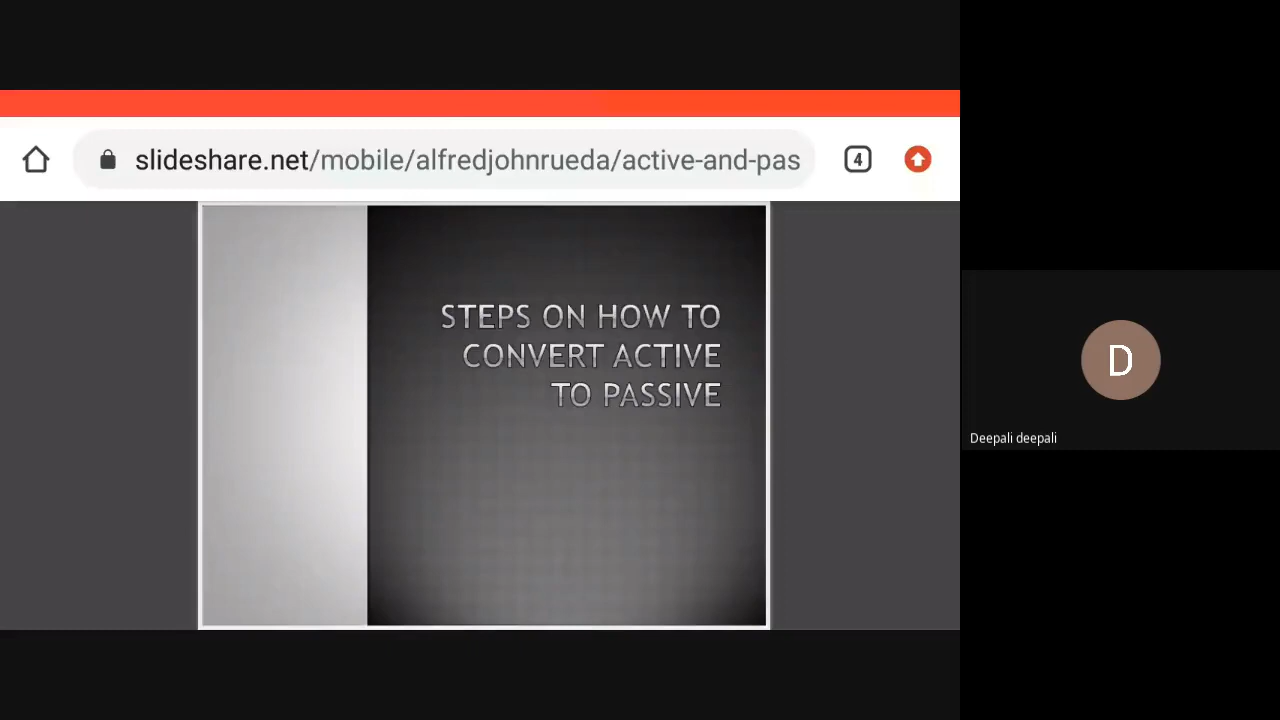 slideshare.net/mobile/alfredjohnrueda/active-and-pas
4
STEPS ON HOW TO
CONVERT ACTIVE
TO PASSIVE
D
Deepali deepali